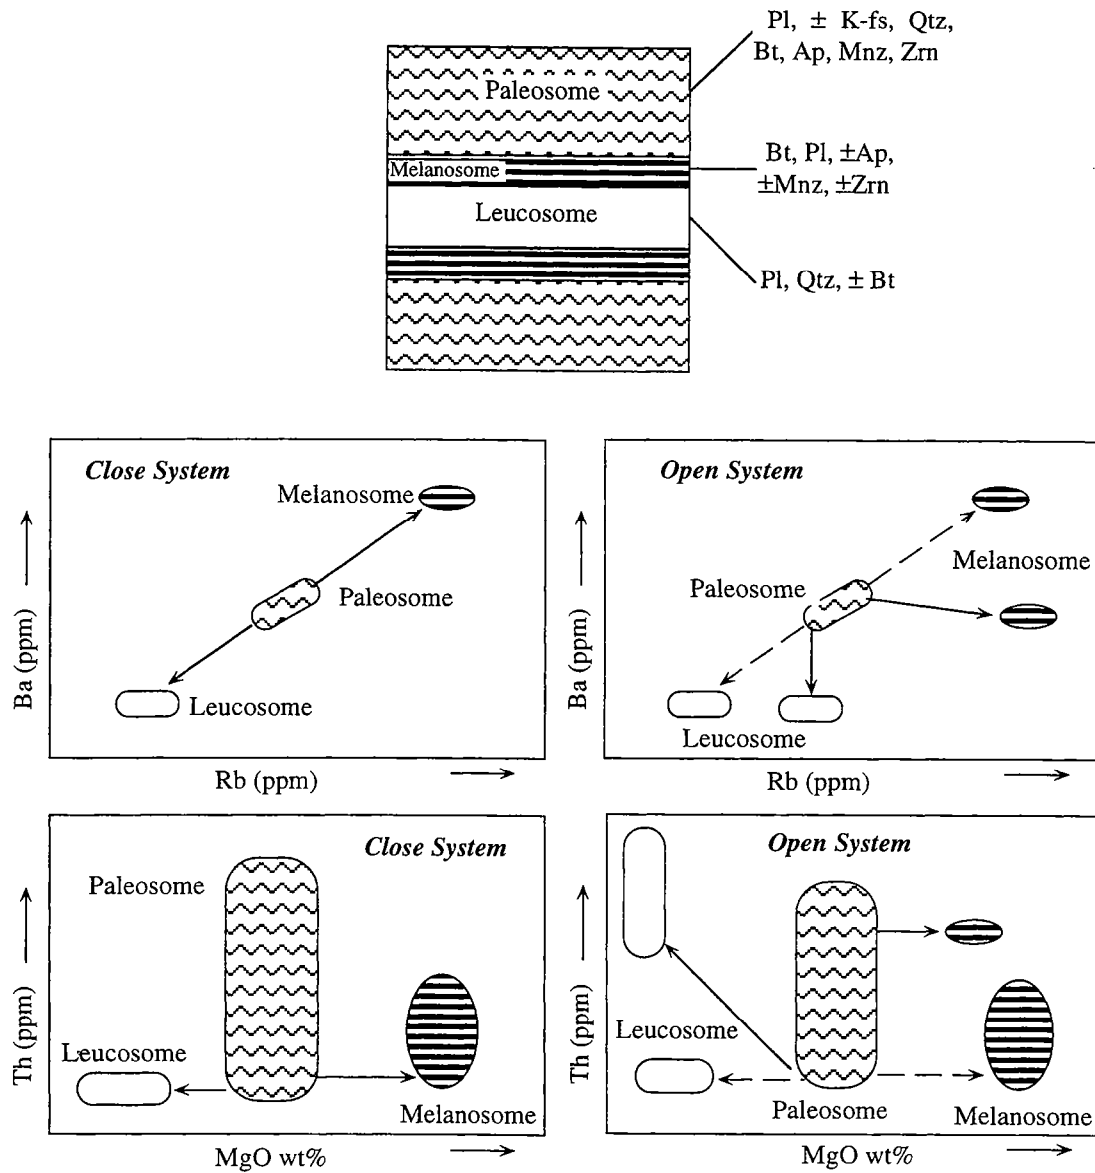 Pl, ± K-fs, Qtz,
Bt, Ap, Mnz, Zrn
Paleosome
Bt, Pl, ±Ap,
±Mnz, ±Zrn
Melanosome
Leucosome
Pl, Qtz, ± Bt
Close System
Melanosome
Paleosome
Leucosome
Ba (ppm)
Rb (ppm)
Open System
Melanosome
Paleosome
Leucosome
Ba (ppm)
Rb (ppm)
Close System
Paleosome
Leucosome
Melanosome
Th (ppm)
MgO wt%
Open System
Leucosome
Paleosome
Melanosome
Th (ppm)
MgO wt%